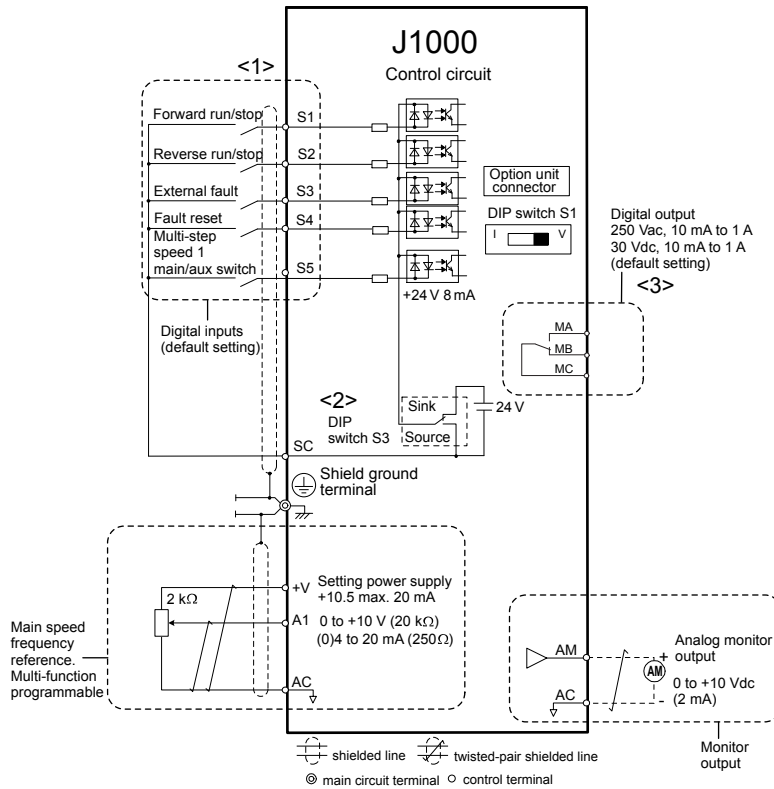 J1000
Control circuit
<1>
Forward run/stop
S1
Reverse run/stop
S2
External fault
S3
Fault reset
S4
Multi-step
speed 1
main/aux switch
S5
Digital inputs
(default setting)
+24 V 8 mA
Option unit
connector
DIP switch S1
I
V
Digital output
250 Vac, 10 mA to 1 A
30 Vdc, 10 mA to 1 A
(default setting)
<3>
MA
MB
MC
<2>
DIP
switch S3
Sink
Source
24 V
SC
Shield ground
terminal
Main speed
frequency
reference.
Multi-function
programmable
2 kΩ
+V
Setting power supply
+10.5 max. 20 mA
A1
0 to +10 V (20 kΩ)
(0)4 to 20 mA (250 Ω)
AC
AM
+
AM
Analog monitor
output
0 to +10 Vdc
(2 mA)
AC
-
Monitor
output
shielded line
twisted-pair shielded line
main circuit terminal
control terminal